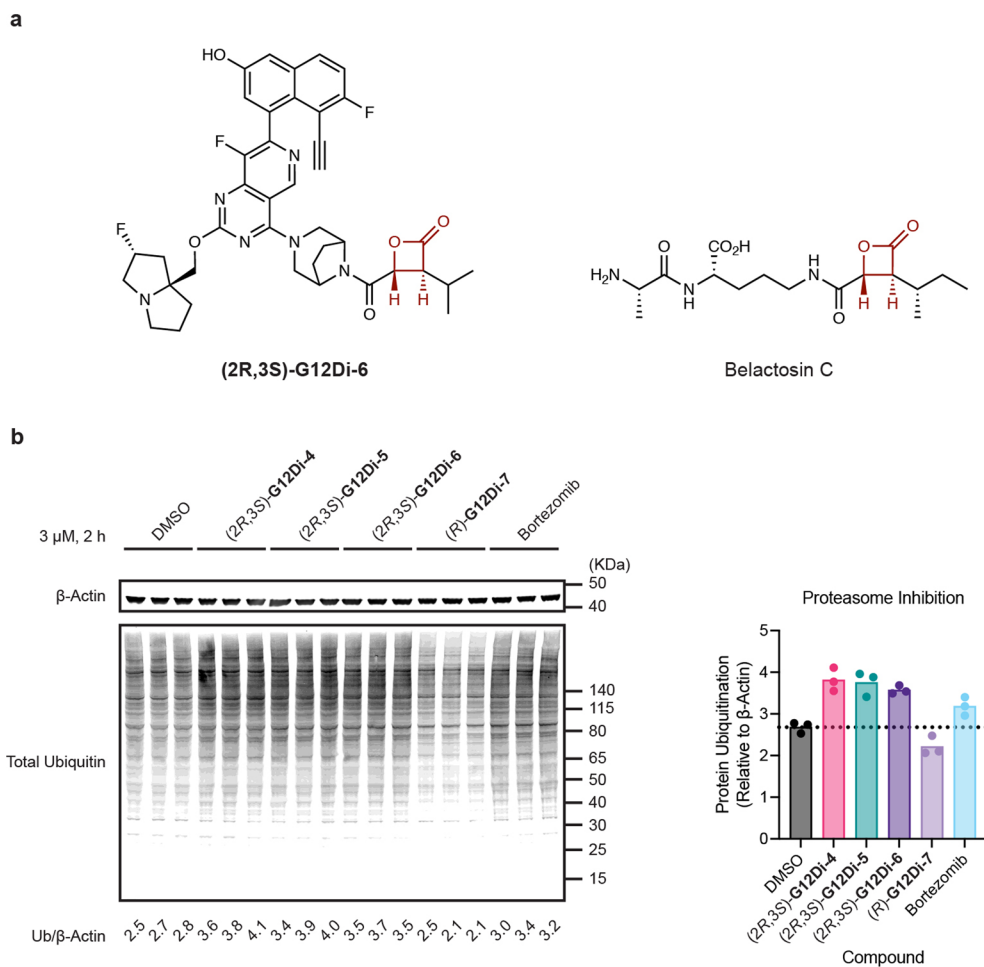 a
HO
F
F
N
N
N
F
O
N
N
N
O
O
O
H
H
(2R,3S)-G12Di-6
H2N
O
N
H
CO2H
H
N
O
O
O
H
H
Belactosin C
b
3 μM, 2 h
DMSO
(2R,3S)-G12Di-4
(2R,3S)-G12Di-5
(2R,3S)-G12Di-6
(R)-G12Di-7
Bortezomib
(KDa)
β-Actin
50
40
Total Ubiquitin
140
115
80
65
50
40
30
25
15
Ub/β-Actin
2.5 2.7 2.8 3.6 3.8 4.1 3.4 3.9 4.0 3.5 3.7 3.5 2.5 2.1 2.1 3.0 3.4 3.2
Proteasome Inhibition
Protein Ubiquitination
(Relative to β-Actin)
5
4
3
2
1
0
DMSO
(2R,3S)-G12Di-4
(2R,3S)-G12Di-5
(2R,3S)-G12Di-6
(R)-G12Di-7
Bortezomib
Compound